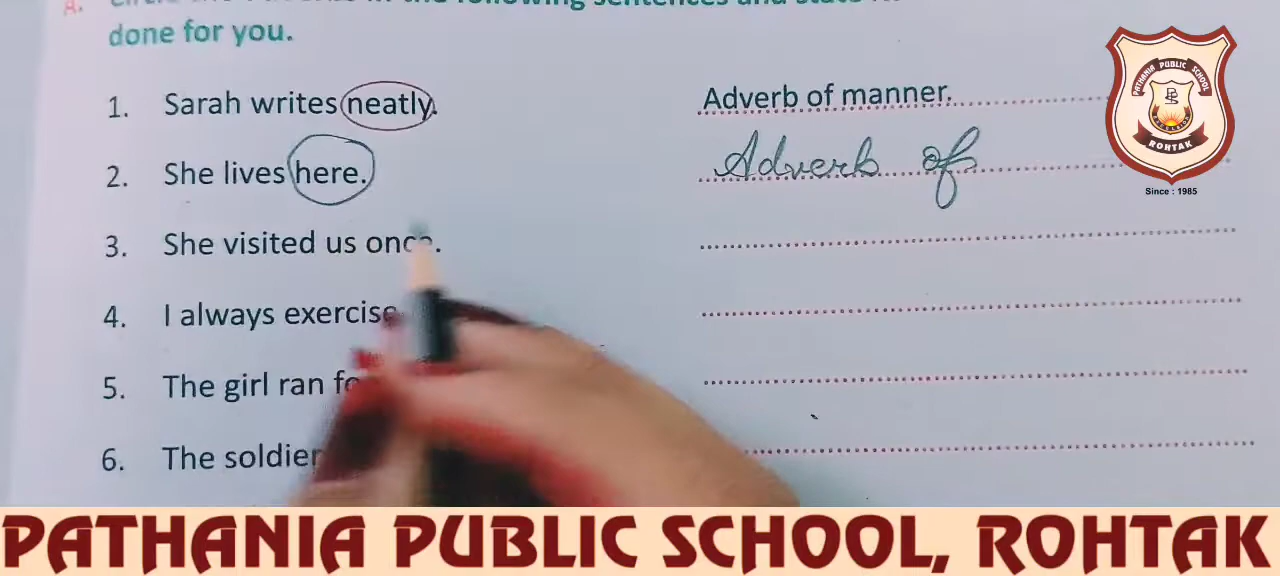 done for you.
1. Sarah writes neatly.
Adverb of manner.
2. She lives here.
Adverb of
3. She visited us once.
4. I always exercise
5. The girl ran
6. The soldier
PATHANIA PUBLIC SCHOOL
ROHTAK
Since : 1985
PATHANIA PUBLIC SCHOOL, ROHTAK